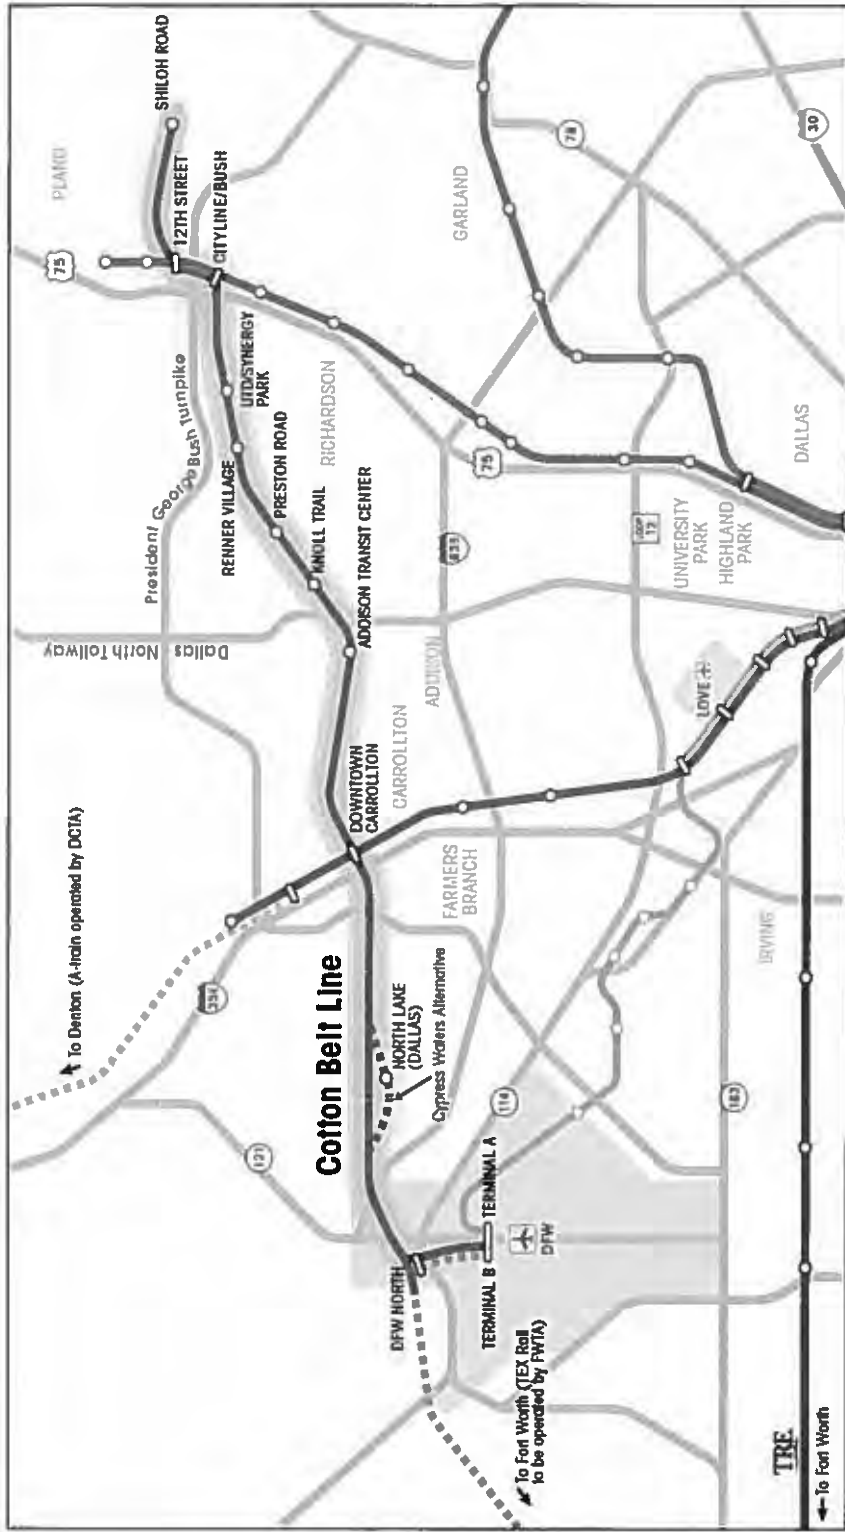 To Denton (A-train operated by DCTA)
Dallas North Tollway
President George Bush Turnpike
75
PLANO
SHILOH ROAD
12TH STREET
CITYLINE/BUSH
UTD/SYNERGY
PARK
RENNER VILLAGE
PRESTON ROAD
KNOLL TRAIL
ADDISON TRANSIT CENTER
RICHARDSON
GARLAND
78
30
35E
121
Cotton Belt Line
DOWNTOWN
CARROLLTON
CARROLLTON
ADDISON
635
75
NORTH LAKE
(DALLAS)
Cypress Waters Alternative
FARMERS
BRANCH
DFW NORTH
TERMINAL B
TERMINAL A
DFW
114
LOOP
12
UNIVERSITY
PARK
HIGHLAND
PARK
DALLAS
LOVE
IRVING
183
To Fort Worth (TEX Rail
to be operated by FWTA)
TRE
To Fort Worth